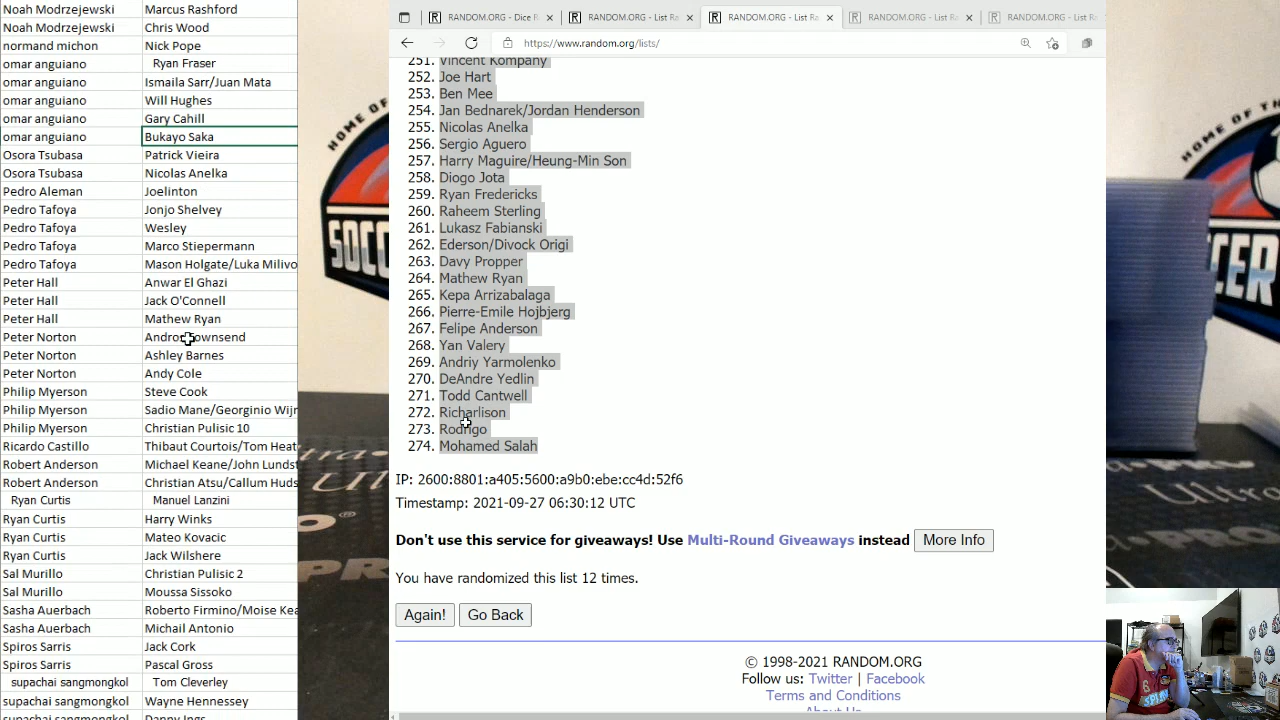 Noah Modrzejewski Marcus Rashford
Noah Modrzejewski Chris Wood
normand michon Nick Pope
omar anguiano Ryan Fraser
omar anguiano Ismaila Sarr/Juan Mata
omar anguiano Will Hughes
omar anguiano Gary Cahill
omar anguiano Bukayo Saka
Osora Tsubasa Patrick Vieira
Osora Tsubasa Nicolas Anelka
Pedro Aleman Joelinton
Pedro Tafoya Jonjo Shelvey
Pedro Tafoya Wesley
Pedro Tafoya Marco Stiepermann
Pedro Tafoya Mason Holgate/Luka Milivo
Peter Hall Anwar El Ghazi
Peter Hall Jack O'Connell
Peter Hall Mathew Ryan
Peter Norton Andros Townsend
Peter Norton Ashley Barnes
Peter Norton Andy Cole
Philip Myerson Steve Cook
Philip Myerson Sadio Mane/Georginio Wijn
Philip Myerson Christian Pulisic 10
Ricardo Castillo Thibaut Courtois/Tom Heat
Robert Anderson Michael Keane/John Lundst
Robert Anderson Christian Atsu/Callum Huds
Ryan Curtis Manuel Lanzini
Ryan Curtis Harry Winks
Ryan Curtis Mateo Kovacic
Ryan Curtis Jack Wilshere
Sal Murillo Christian Pulisic 2
Sal Murillo Moussa Sissoko
Sasha Auerbach Roberto Firmino/Moise Kea
Sasha Auerbach Michail Antonio
Spiros Sarris Jack Cork
Spiros Sarris Pascal Gross
supachai sangmongkol Tom Cleverley
supachai sangmongkol Wayne Hennessey
supachai sangmongkol Danny Ings
HOME OF THE
SOCC
RANDOM.ORG - Dice R
RANDOM.ORG - List Ra
RANDOM.ORG - List Ra
RANDOM.ORG - List Ra
RANDOM.ORG - List Ra
https://www.random.org/lists/
251. Vincent Kompany
252. Joe Hart
253. Ben Mee
254. Jan Bednarek/Jordan Henderson
255. Nicolas Anelka
256. Sergio Aguero
257. Harry Maguire/Heung-Min Son
258. Diogo Jota
259. Ryan Fredericks
260. Raheem Sterling
261. Lukasz Fabianski
262. Ederson/Divock Origi
263. Davy Propper
264. Mathew Ryan
265. Kepa Arrizabalaga
266. Pierre-Emile Hojbjerg
267. Felipe Anderson
268. Yan Valery
269. Andriy Yarmolenko
270. DeAndre Yedlin
271. Todd Cantwell
272. Richarlison
273. Rodrigo
274. Mohamed Salah
IP: 2600:8801:a405:5600:a9b0:ebe:cc4d:52f6
Timestamp: 2021-09-27 06:30:12 UTC
Don't use this service for giveaways! Use Multi-Round Giveaways instead More Info
You have randomized this list 12 times.
Again! Go Back
© 1998-2021 RANDOM.ORG
Follow us: Twitter | Facebook
Terms and Conditions
About Us
HOME OF THE
CCER